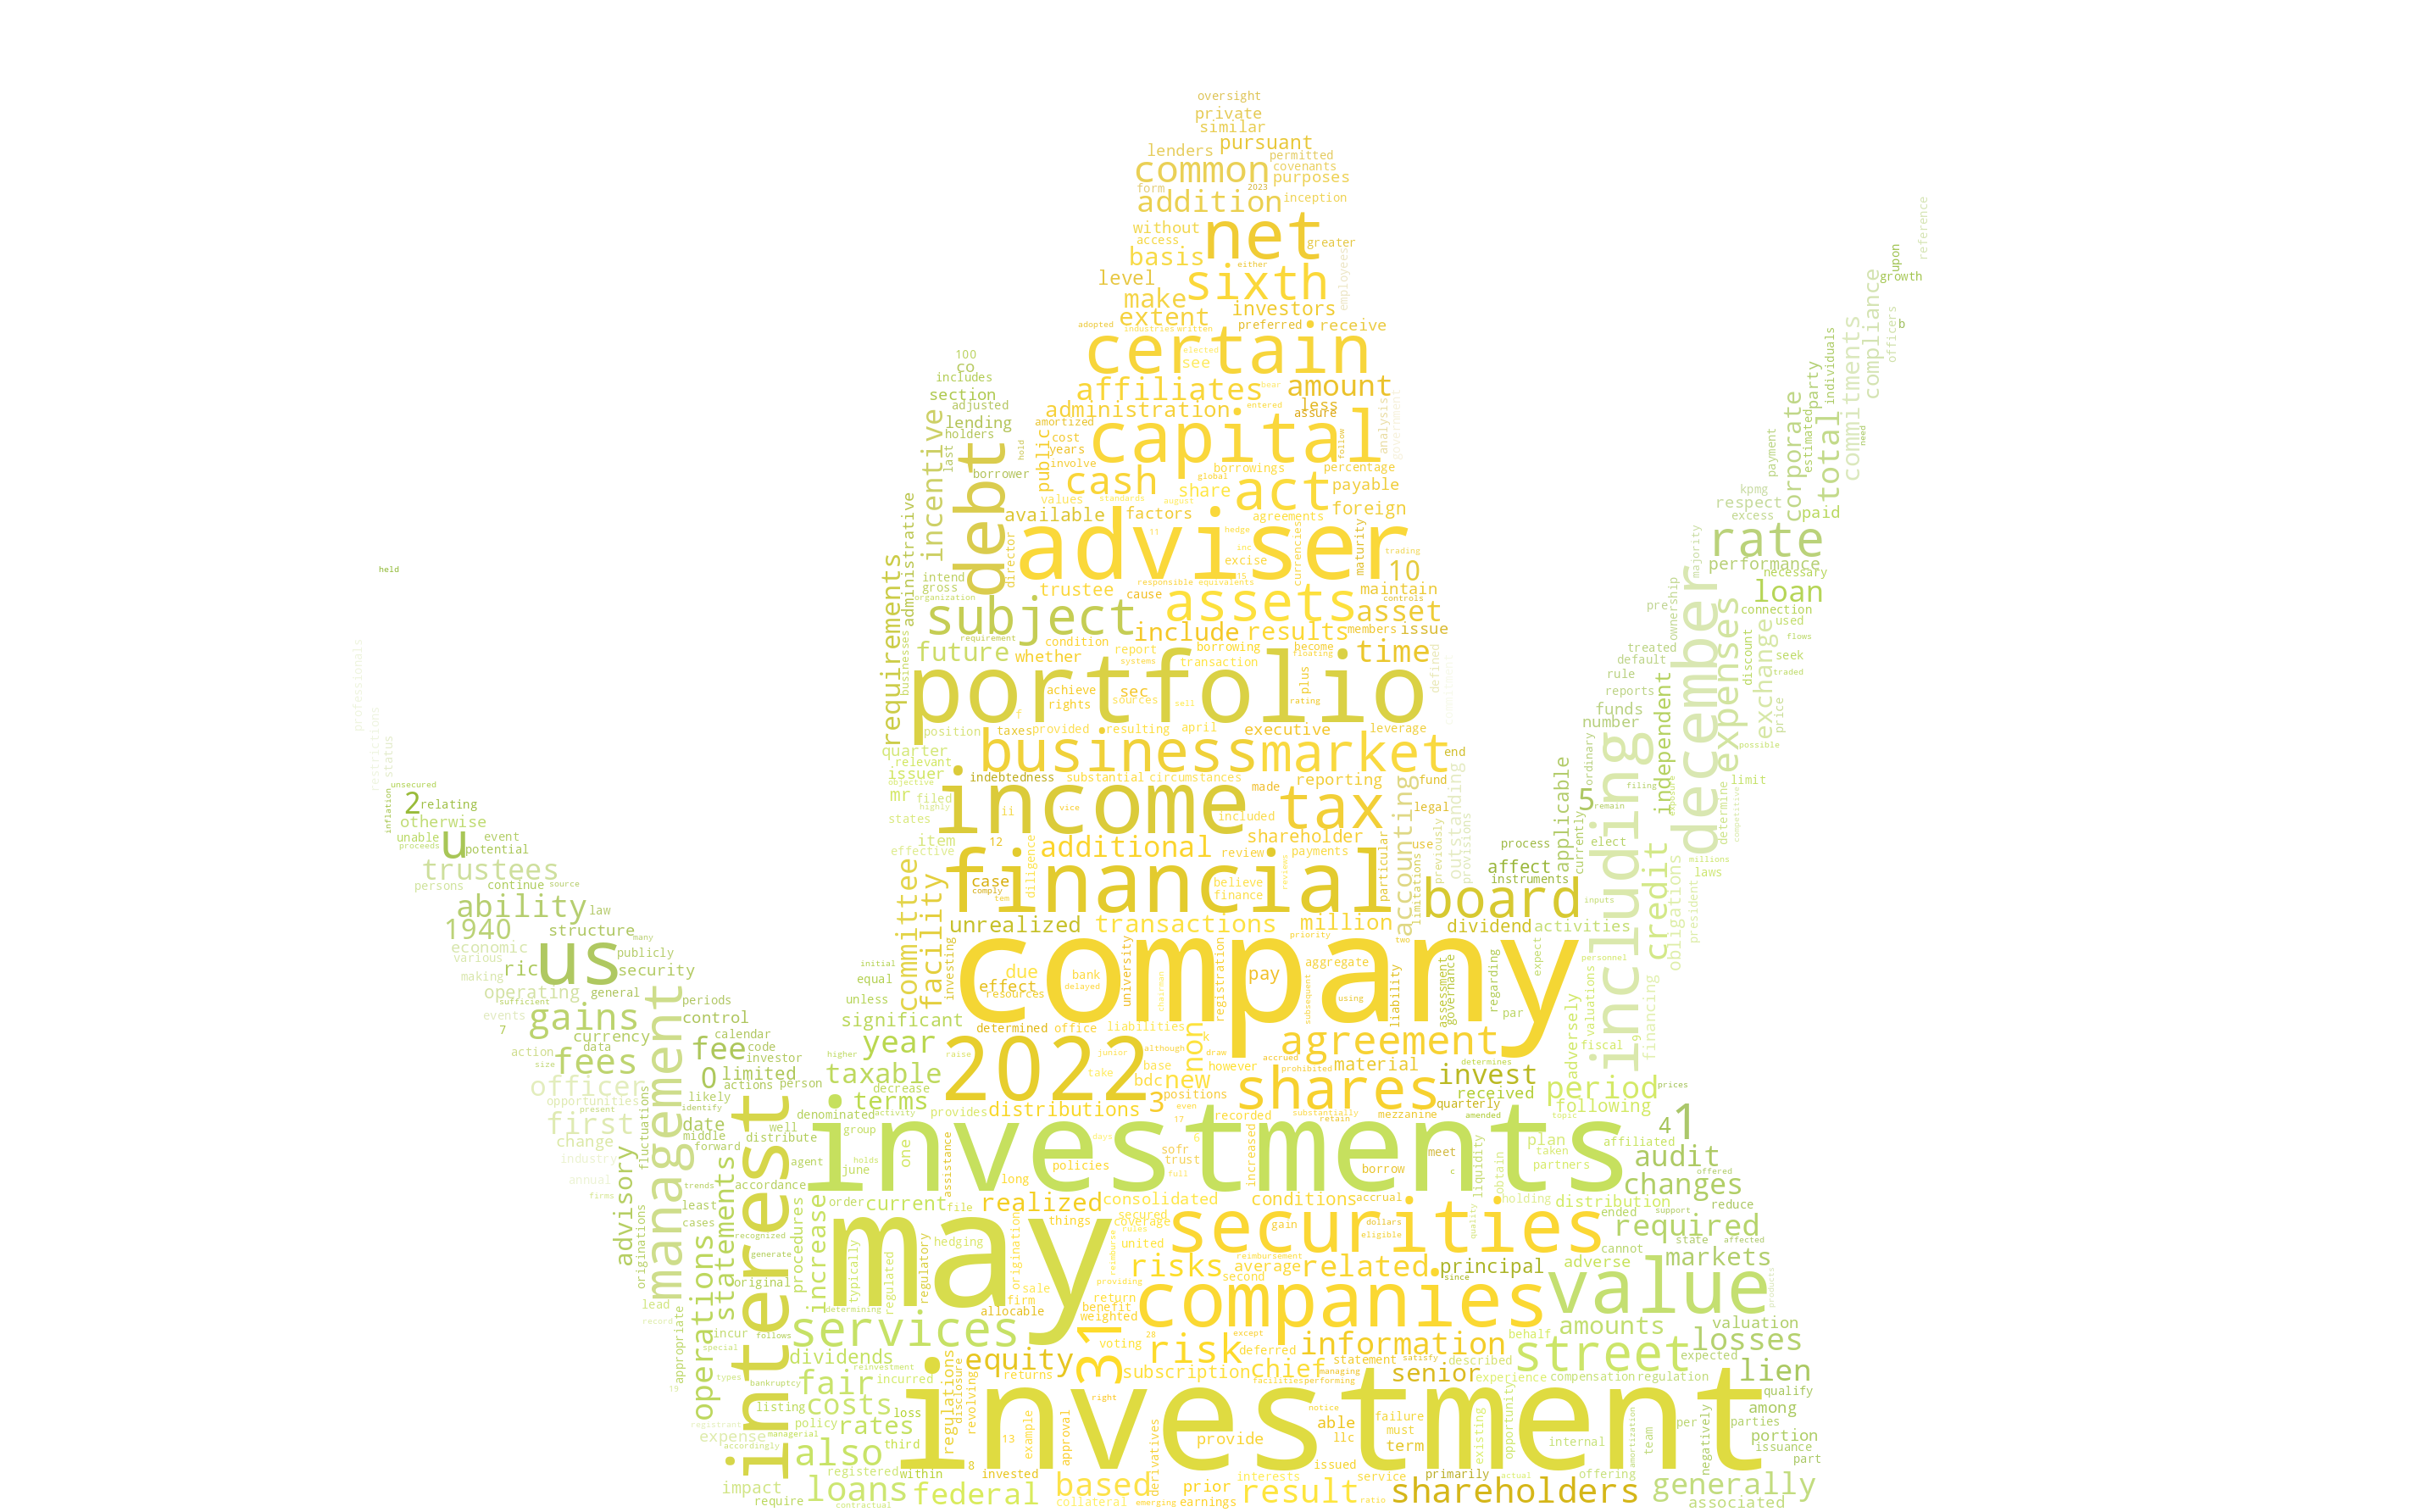 oversight
private
similar
pursuant
lenders
permitted
common
covenants
purposes
form
2023
addition
inception
without
net
access
greater
basis
either
employees
level
sixth
make
investors
extent
adopted
industries
written
preferred
receive
certain
elected
see
affiliates
bear
amount
administration
entered
less
assure
amortized
capital
analysis
government
cost
years
public
involve
follow
cash
borrowings
percentage
global
values
standards
share
august
act
payable
available
factors
agreements
foreign
100
co
includes
section
adjusted
incentive
lending
holders
last
hold
borrower
debt
adviser
11
hedge
inc
excise
currencies
maturity
trading
director
administrative
requirements
intend
gross
organization
responsible
equivalents
15
10
trustee
cause
maintain
controls
subject
assets
asset
requirement
include
results
members
issue
condition
report
borrowing
become
future
whether
systems
transaction
floating
time
defined
businesses
portfolio
achieve
sec
plus
rights
sources
sell
rating
commitment
f
position
taxes
provided
resulting
april
executive
leverage
quarter
relevant
business
market
end
issuer
objective
indebtedness
substantial
circumstances
reporting
fund
outstanding
mr
filed
highly
made
income
tax
accounting
legal
states
ii
vice
included
item
12
shareholder
previously
provisions
effective
additional
review
payments
particular
use
committee
facility
case
comply
tem
diligence
financial
believe
finance
reviews
limitations
board
unrealized
transactions
million
dividend
activities
investing
company
priority
two
university
registration
due
bank
pay
aggregate
effect
resources
delayed
chairman
using
subsequent
liability
assessment
governance
regarding
expect
par
initial
equal
unless
significant
determined
office
liabilities
year
2022
non
k
agreement
material
higher
raise
junior
although
draw
accrued
determines
taxable
decrease
take
base
however
prohibited
invest
bdc
new
shares
received
terms
positions
quarterly
denominated
activity
provides
distributions
3
even
17
recorded
substantially
retain
mezzanine
amended
topic
group
one
investments
days
6
sofr
trust
increased
meet
agent
holds
june
assistance
long
policies
full
borrow
c
liquidity
obtain
order
current
file
realized
consolidated
conditions
accrual
quality
holding
may
things
secured
coverage
rules
securities
gain
dollars
eligible
typically
regulated
regulatory
hedging
origination
united
reimburse
reimbursement
risks
average
related
principal
second
since
determining
sale
firm
allocable
providing
return
benefit
weighted
companies
services
31
voting
28
risk
except
deferred
information
behalf
dividends
reinvestment
equity
returns
subscription
chief
statement
satisfy
managing
described
fair
incurred
regulations
disclosure
revolving
right
facilities
performing
senior
experience
compensation
regulation
costs
loss
investment
notice
able
llc
failure
must
term
existing
opportunity
rates
third
13
example
approval
derivatives
provide
internal
amortization
team
also
8
registered
within
invested
issued
interests
service
primarily
actual
offering
loans
federal
based
prior
result
ratio
shareholders
contractual
collateral
emerging
earnings
held
professionals
restrictions
status
inflation
unsecured
2
relating
otherwise
unable
proceeds
u
event
potential
trustees
persons
continue
source
ability
law
1940
structure
many
economic
publicly
various
us
making
ric
security
operating
general
sufficient
events
7
gains
currency
action
data
size
fees
officer
opportunities
present
first
change
industry
annual
firms
management
fluctuations
periods
control
calendar
fee
code
investor
0
limited
actions
person
likely
identify
date
well
middle
distribute
forward
advisory
originations
statements
trends
accordance
least
cases
recognized
generate
procedures
increase
original
operations
interest
lead
record
appropriate
incur
follows
special
types
bankruptcy
19
listing
policy
registrant
expense
managerial
accordingly
impact
require
reference
upon
growth
compliance
b
officers
commitments
individuals
party
need
total
corporate
estimated
payment
kpmg
respect
excess
paid
rate
majority
performance
necessary
december
loan
pre
connection
ownership
expenses
used
exchange
flows
treated
default
discount
seek
rule
traded
reports
independent
funds
number
price
ordinary
possible
including
applicable
filing
exposure
limit
5
remain
determine
competitive
process
elect
currently
affect
credit
millions
instruments
laws
obligations
inputs
president
personnel
valuations
financing
adversely
9
fiscal
period
prices
following
1
4
plan
affiliated
taken
partners
audit
offered
changes
distribution
reduce
ended
support
required
state
affected
cannot
markets
adverse
value
products
amounts
valuation
losses
street
expected
lien
qualify
among
per
parties
portion
negatively
issuance
part
generally
associated